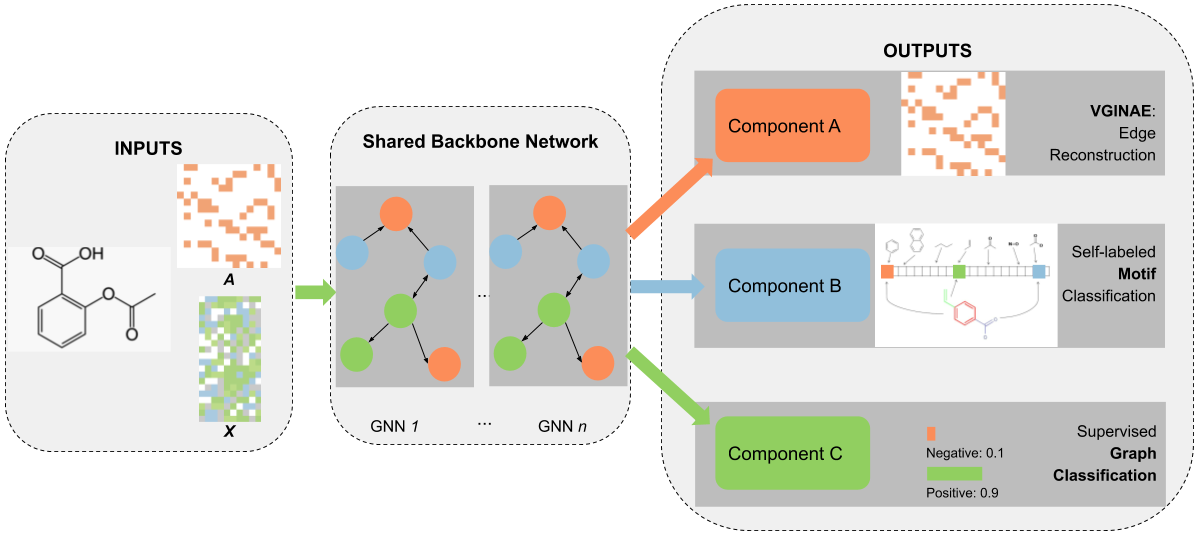 INPUTS
A
O
OH
O
O
X
Shared Backbone Network
...
GNN 1
...
GNN n
OUTPUTS
Component A
VGINAE:
Edge
Reconstruction
Component B
Self-labeled
Motif
Classification
Component C
Negative: 0.1
Positive: 0.9
Supervised
Graph
Classification